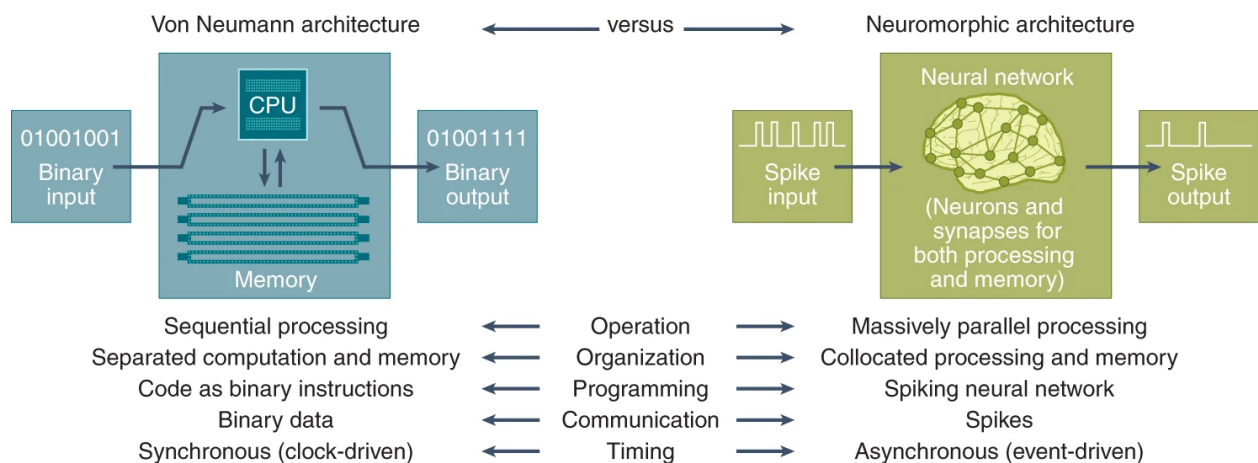 Von Neumann architecture versus Neuromorphic architecture
01001001
Binary
input
CPU
Memory
01001111
Binary
output
Spike
input
Neural network
(Neurons and
synapses for
both processing
and memory)
Spike
output
Sequential processing Operation Massively parallel processing
Separated computation and memory Organization Collocated processing and memory
Code as binary instructions Programming Spiking neural network
Binary data Communication Spikes
Synchronous (clock-driven) Timing Asynchronous (event-driven)